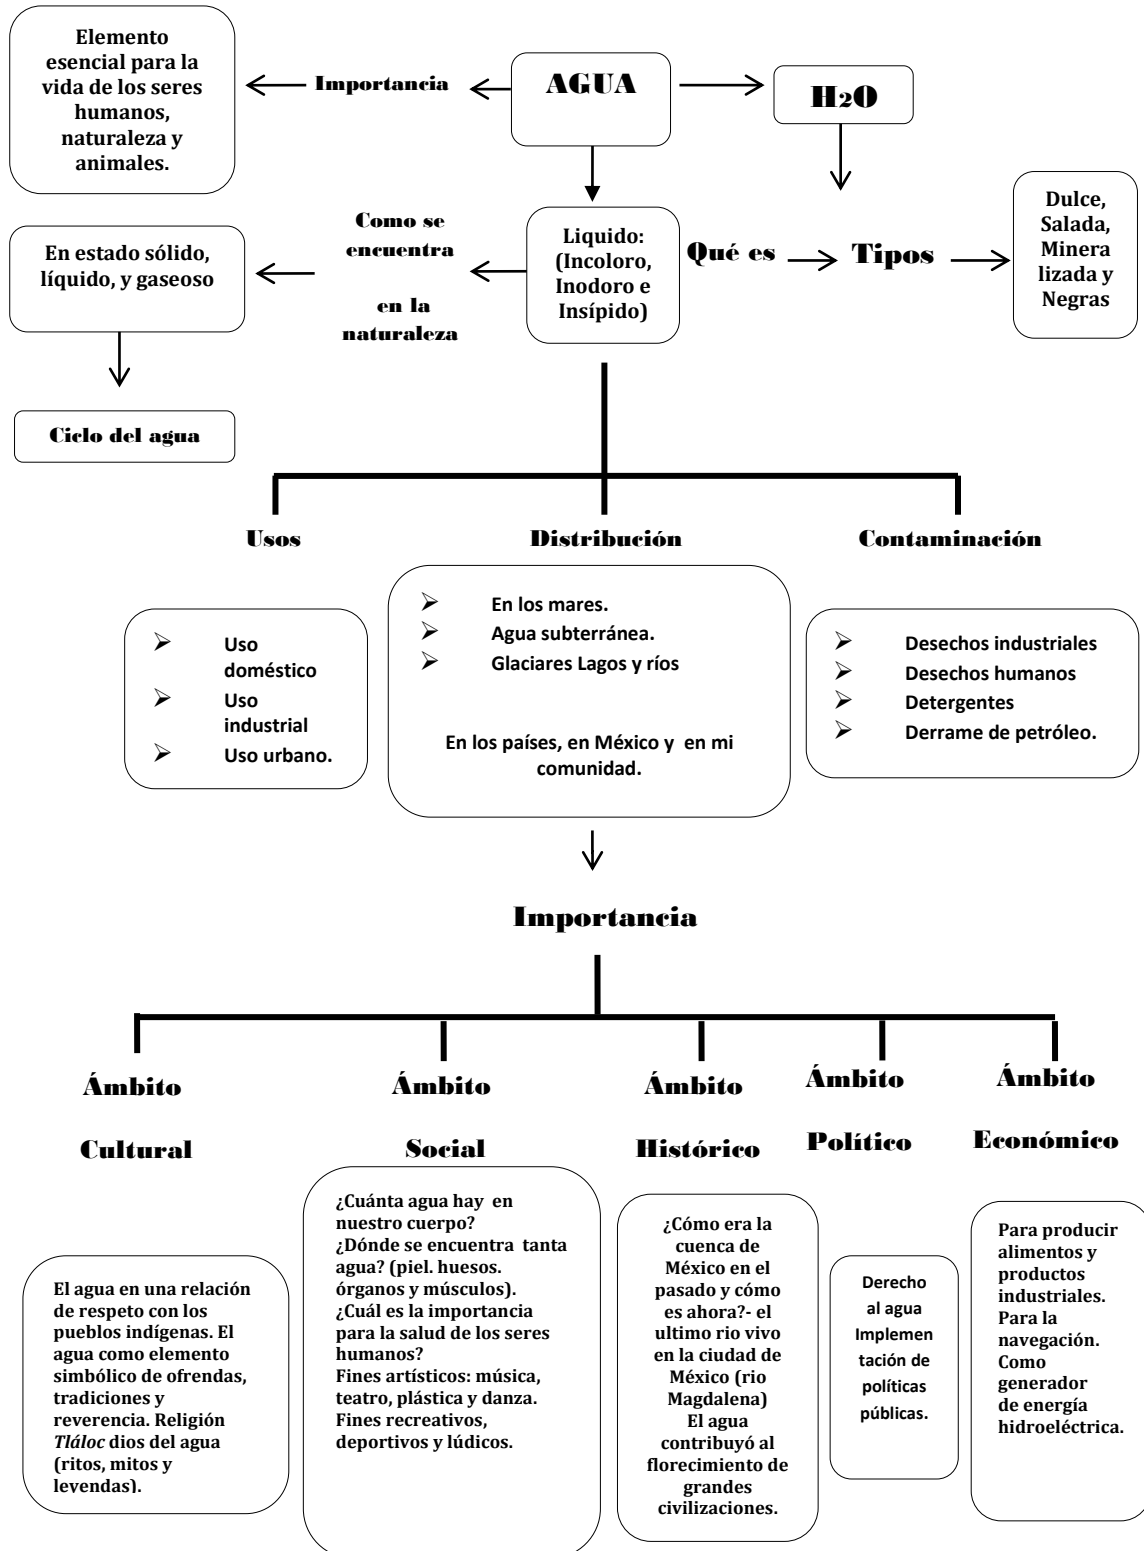 Elemento
esencial para la
vida de los seres
humanos,
naturaleza y
animales.
Importancia
AGUA
H2O
Como se
encuentra
en la
naturaleza
En estado sólido,
líquido, y gaseoso
Liquido:
(Incoloro,
Inodoro e
Insípido)
Qué es
Tipos
Dulce,
Salada,
Minera
lizada y
Negras
Ciclo del agua
Usos
Distribución
Contaminación
➢ Uso
doméstico
➢ Uso
industrial
➢ Uso urbano.
➢ En los mares.
➢ Agua subterránea.
➢ Glaciares Lagos y ríos
En los países, en México y en mi
comunidad.
➢ Desechos industriales
➢ Desechos humanos
➢ Detergentes
➢ Derrame de petróleo.
Importancia
Ámbito
Cultural
Ámbito
Social
Ámbito
Histórico
Ámbito
Político
Ámbito
Económico
El agua en una relación
de respeto con los
pueblos indígenas. El
agua como elemento
simbólico de ofrendas,
tradiciones y
reverencia. Religión
Tláloc dios del agua
(ritos, mitos y
leyendas).
¿Cuánta agua hay en
nuestro cuerpo?
¿Dónde se encuentra tanta
agua? (piel. huesos.
órganos y músculos).
¿Cuál es la importancia
para la salud de los seres
humanos?
Fines artísticos: música,
teatro, plástica y danza.
Fines recreativos,
deportivos y lúdicos.
¿Cómo era la
cuenca de
México en el
pasado y cómo
es ahora?- el
ultimo rio vivo
en la ciudad de
México (rio
Magdalena)
El agua
contribuyó al
florecimiento de
grandes
civilizaciones.
Derecho
al agua
Implemen
tación de
políticas
públicas.
Para producir
alimentos y
productos
industriales.
Para la
navegación.
Como
generador
de energía
hidroeléctrica.